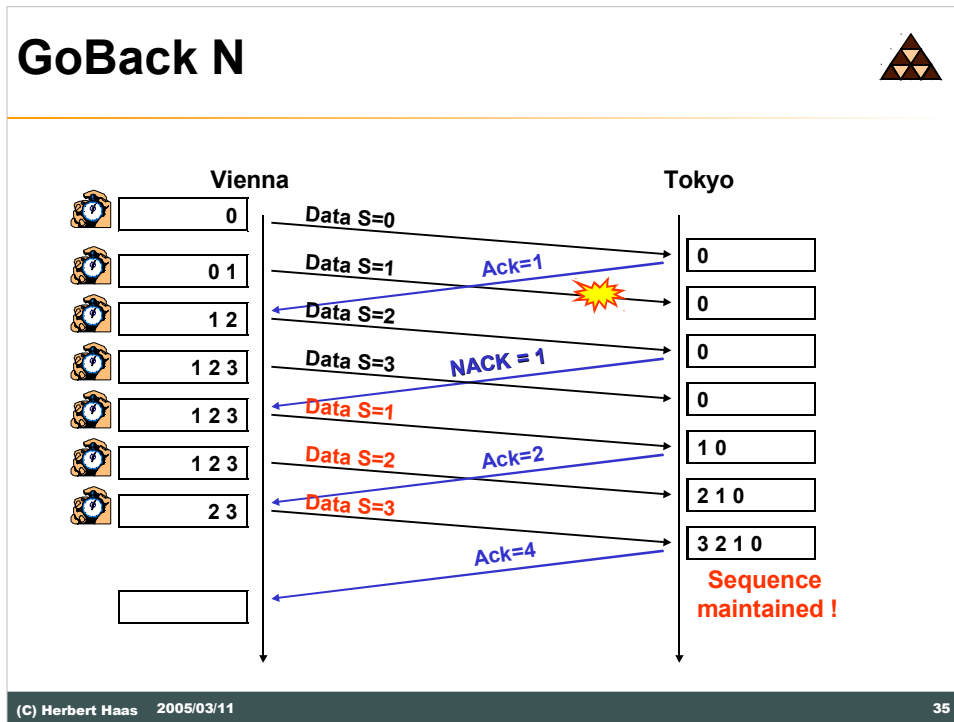 GoBack N
Vienna
Tokyo
0
Data S=0
0
0 1
Data S=1
Ack=1
0
1 2
Data S=2
0
1 2 3
Data S=3
NACK = 1
0
1 2 3
Data S=1
1 0
1 2 3
Data S=2
Ack=2
2 1 0
2 3
Data S=3
3 2 1 0
Ack=4
Sequence
maintained !
(C) Herbert Haas 2005/03/11
35